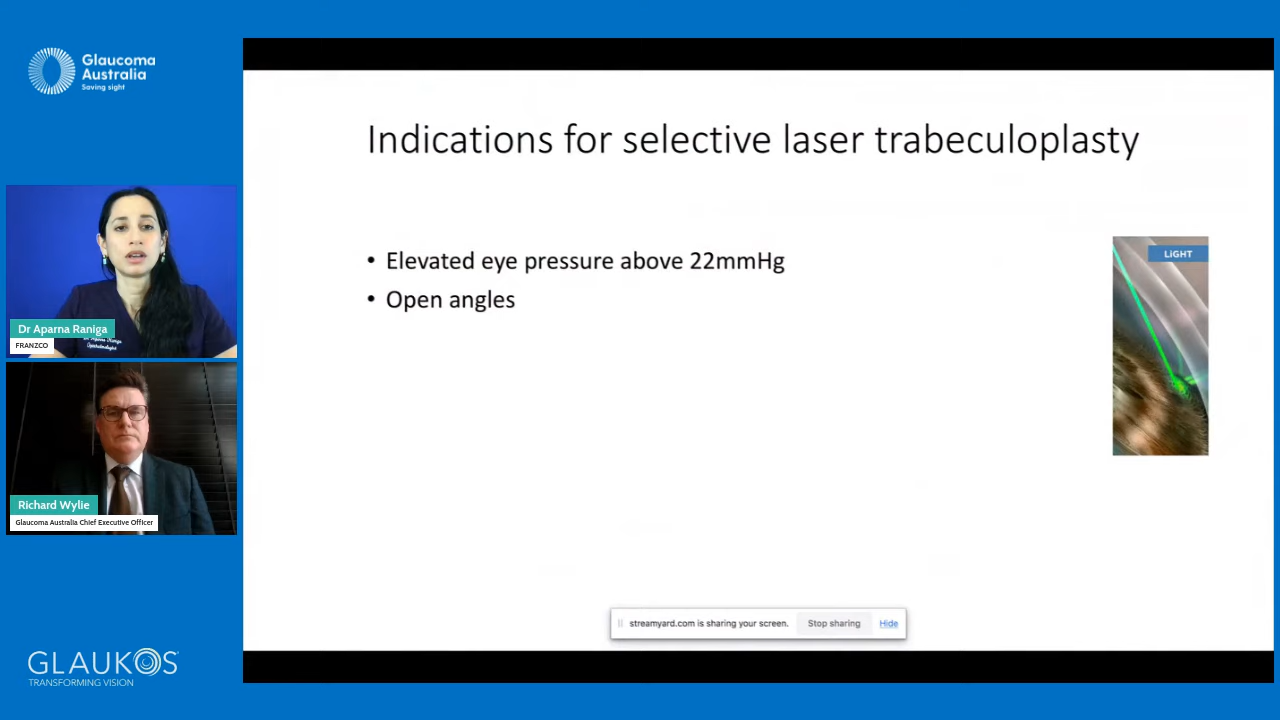 Glaucoma
Australia
Saving sight
Indications for selective laser trabeculoplasty
• Elevated eye pressure above 22mmHg
• Open angles
LiGHT
Dr Aparna Raniga
FRANZCO
Ophthalmologist
Richard Wylie
Glaucoma Australia Chief Executive Officer
streamyard.com is sharing your screen.
Stop sharing
Hide
GLAUKOS
TRANSFORMING VISION